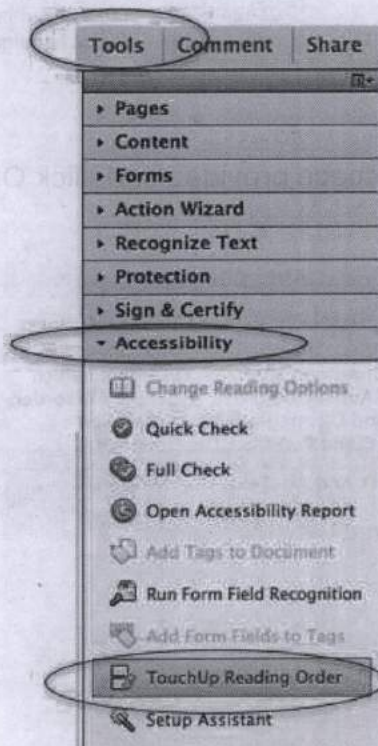 Tools Comment Share
Pages
Content
Forms
Action Wizard
Recognize Text
Protection
Sign & Certify
Accessibility
Change Reading Options
Quick Check
Full Check
Open Accessibility Report
Add Tags to Document
Run Form Field Recognition
Add Form Fields to Tags
TouchUp Reading Order
Setup Assistant